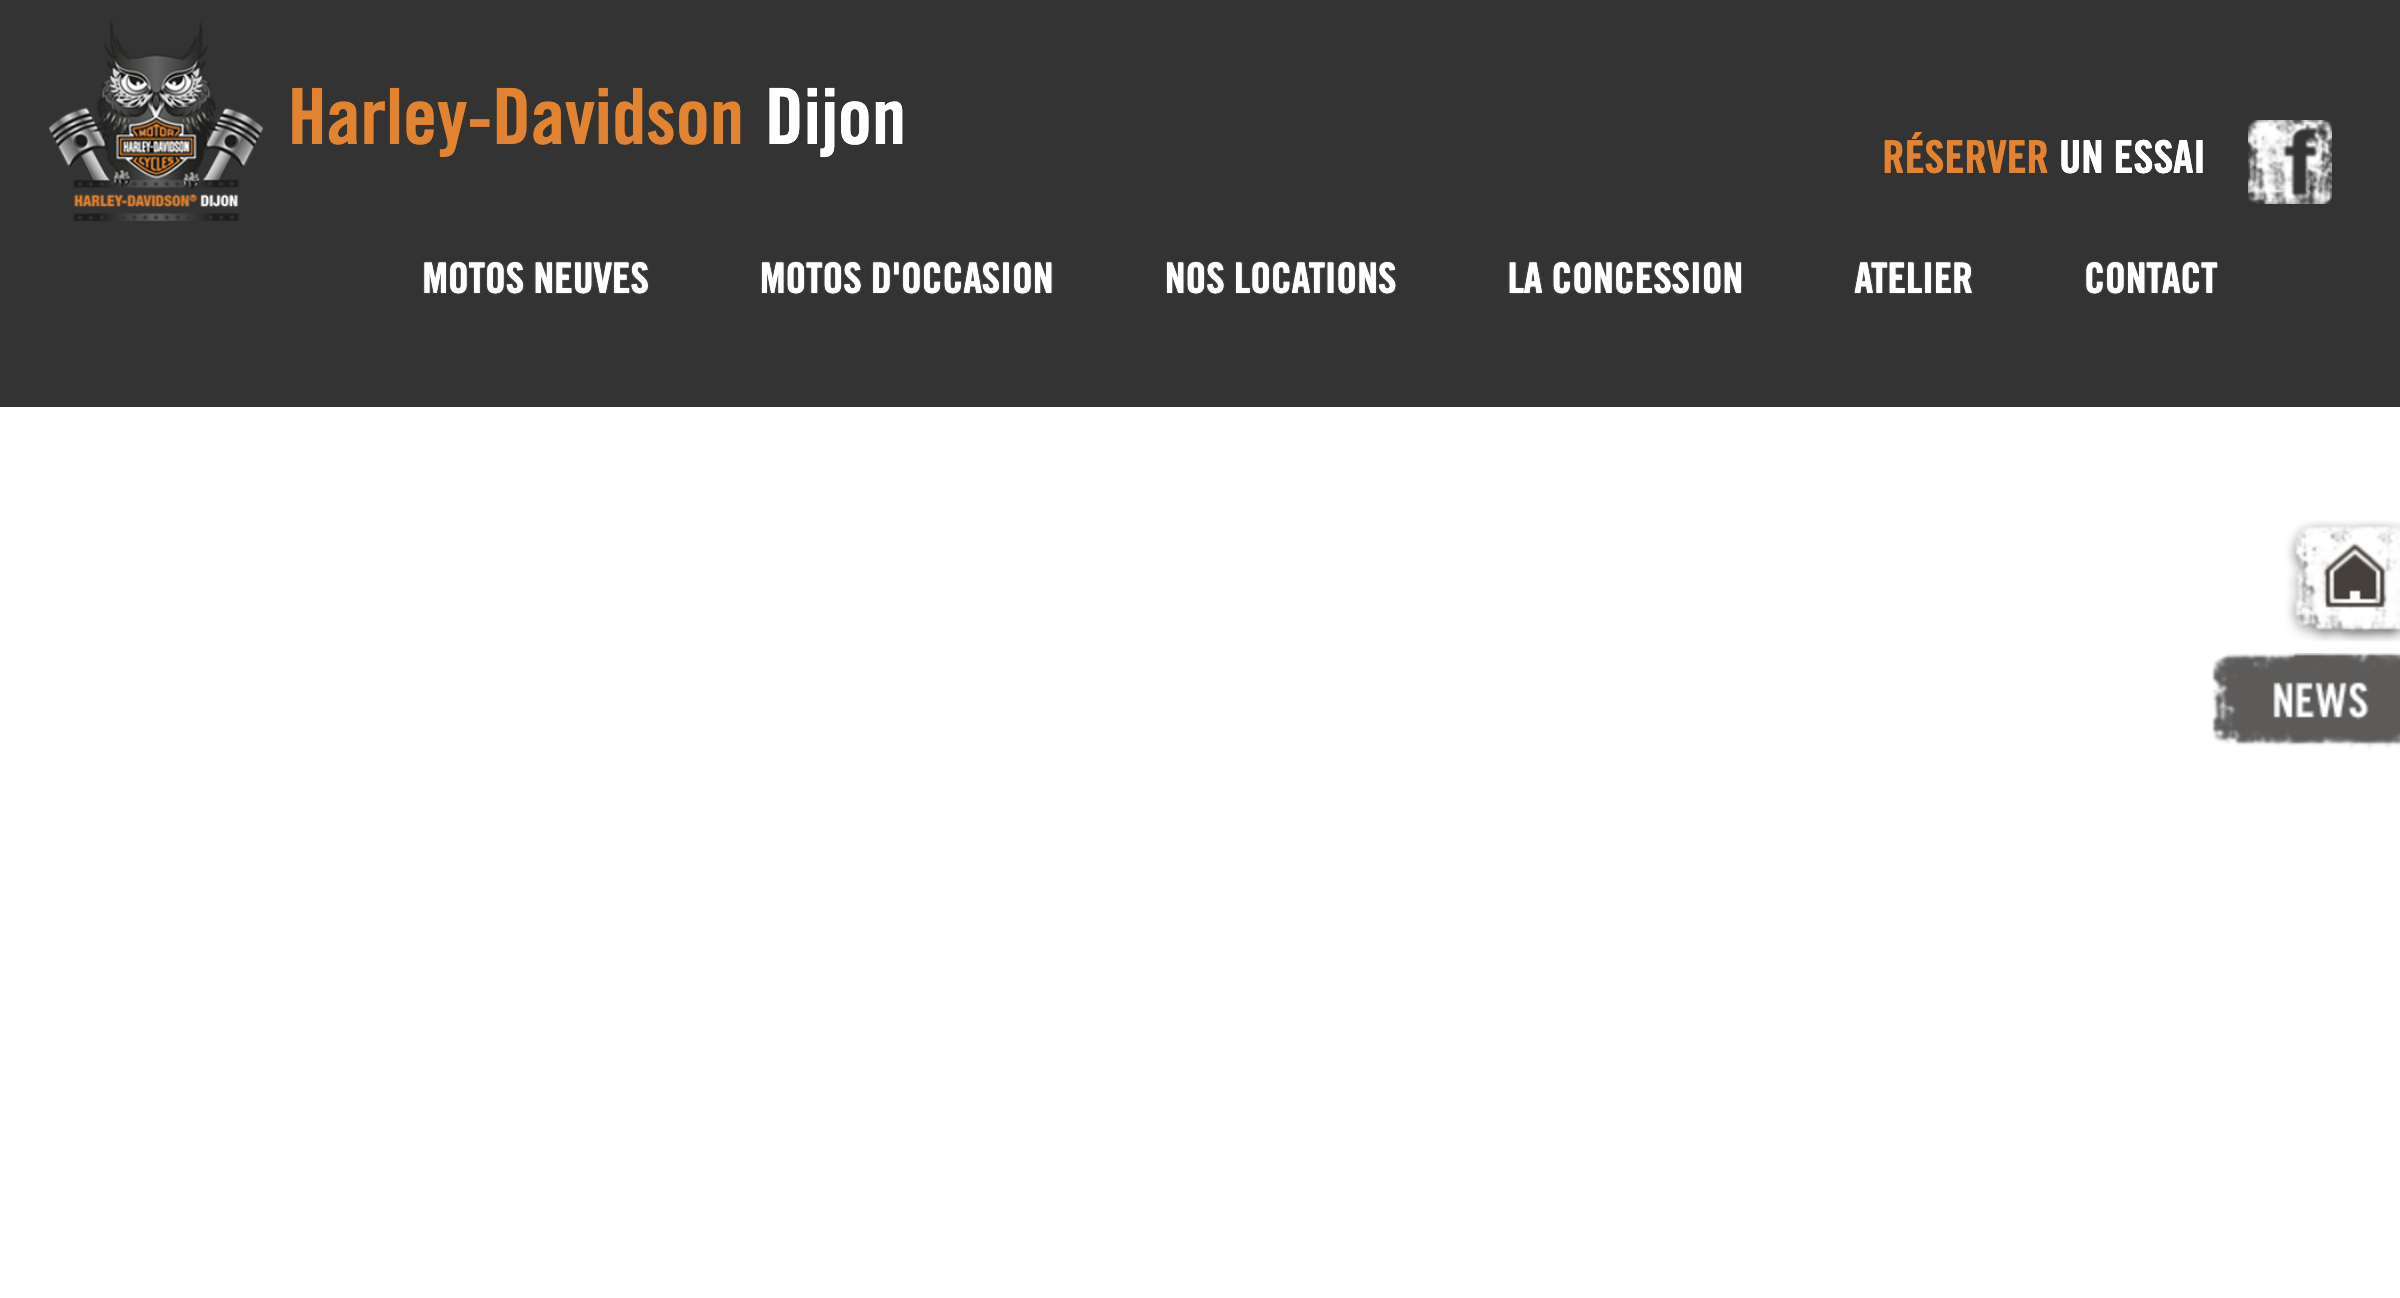 MOTOR
HARLEY-DAVIDSON
CYCLES
HARLEY-DAVIDSON® DIJON
Harley-Davidson Dijon
RÉSERVER UN ESSAI
f
MOTOS NEUVES
MOTOS D'OCCASION
NOS LOCATIONS
LA CONCESSION
ATELIER
CONTACT
NEWS